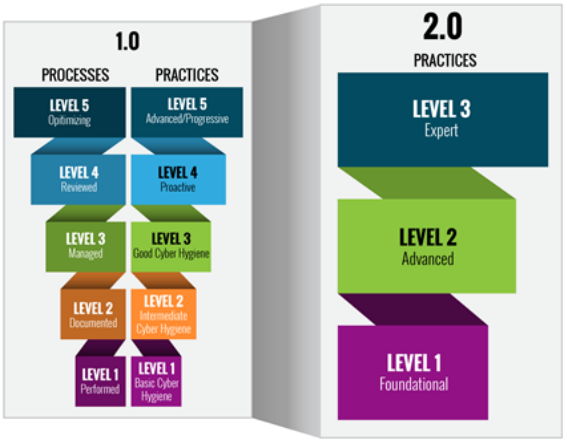 1.0
PROCESSES
PRACTICES
LEVEL 5
Opitimizing
LEVEL 5
Advanced/Progressive
LEVEL 4
Reviewed
LEVEL 4
Proactive
LEVEL 3
Managed
LEVEL 3
Good Cyber Hygiene
LEVEL 2
Documented
LEVEL 2
Intermediate
Cyber Hygiene
LEVEL 1
Performed
LEVEL 1
Basic Cyber
Hygiene
2.0
PRACTICES
LEVEL 3
Expert
LEVEL 2
Advanced
LEVEL 1
Foundational